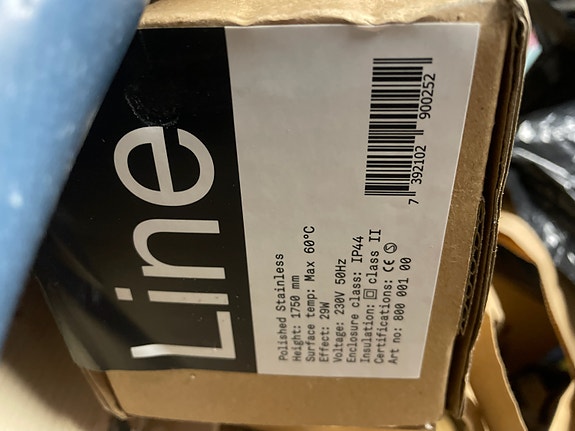 Line
Polished Stainless
Height: 1750 mm
Surface temp: Max 60°C
Effect: 29W
Voltage: 230V 50Hz
Enclosure class: IP44
Insulation: class II
Certifications: CE S
Art no: 800 001 00
7 392102 900252